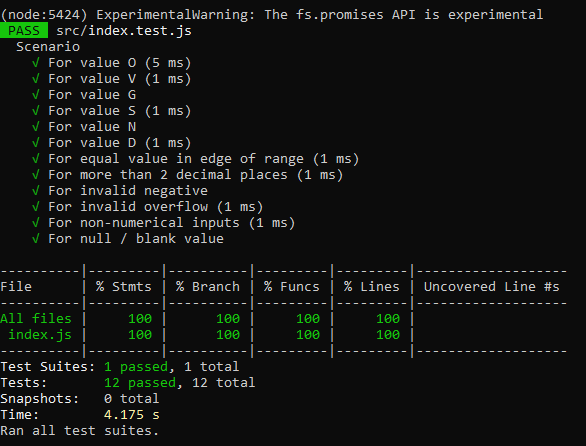 (node:5424) ExperimentalWarning: The fs.promises API is experimental
PASS src/index.test.js
Scenario
√ For value O (5 ms)
√ For value V (1 ms)
√ For value G
√ For value S (1 ms)
√ For value N
√ For value D (1 ms)
√ For equal value in edge of range (1 ms)
√ For more than 2 decimal places (1 ms)
√ For invalid negative
√ For invalid overflow (1 ms)
√ For non-numerical inputs (1 ms)
√ For null / blank value
----------|---------|----------|---------|---------|-------------------
File      | % Stmts | % Branch | % Funcs | % Lines | Uncovered Line #s
----------|---------|----------|---------|---------|-------------------
All files |     100 |      100 |     100 |     100 |
 index.js |     100 |      100 |     100 |     100 |
----------|---------|----------|---------|---------|-------------------
Test Suites: 1 passed, 1 total
Tests:       12 passed, 12 total
Snapshots:   0 total
Time:        4.175 s
Ran all test suites.